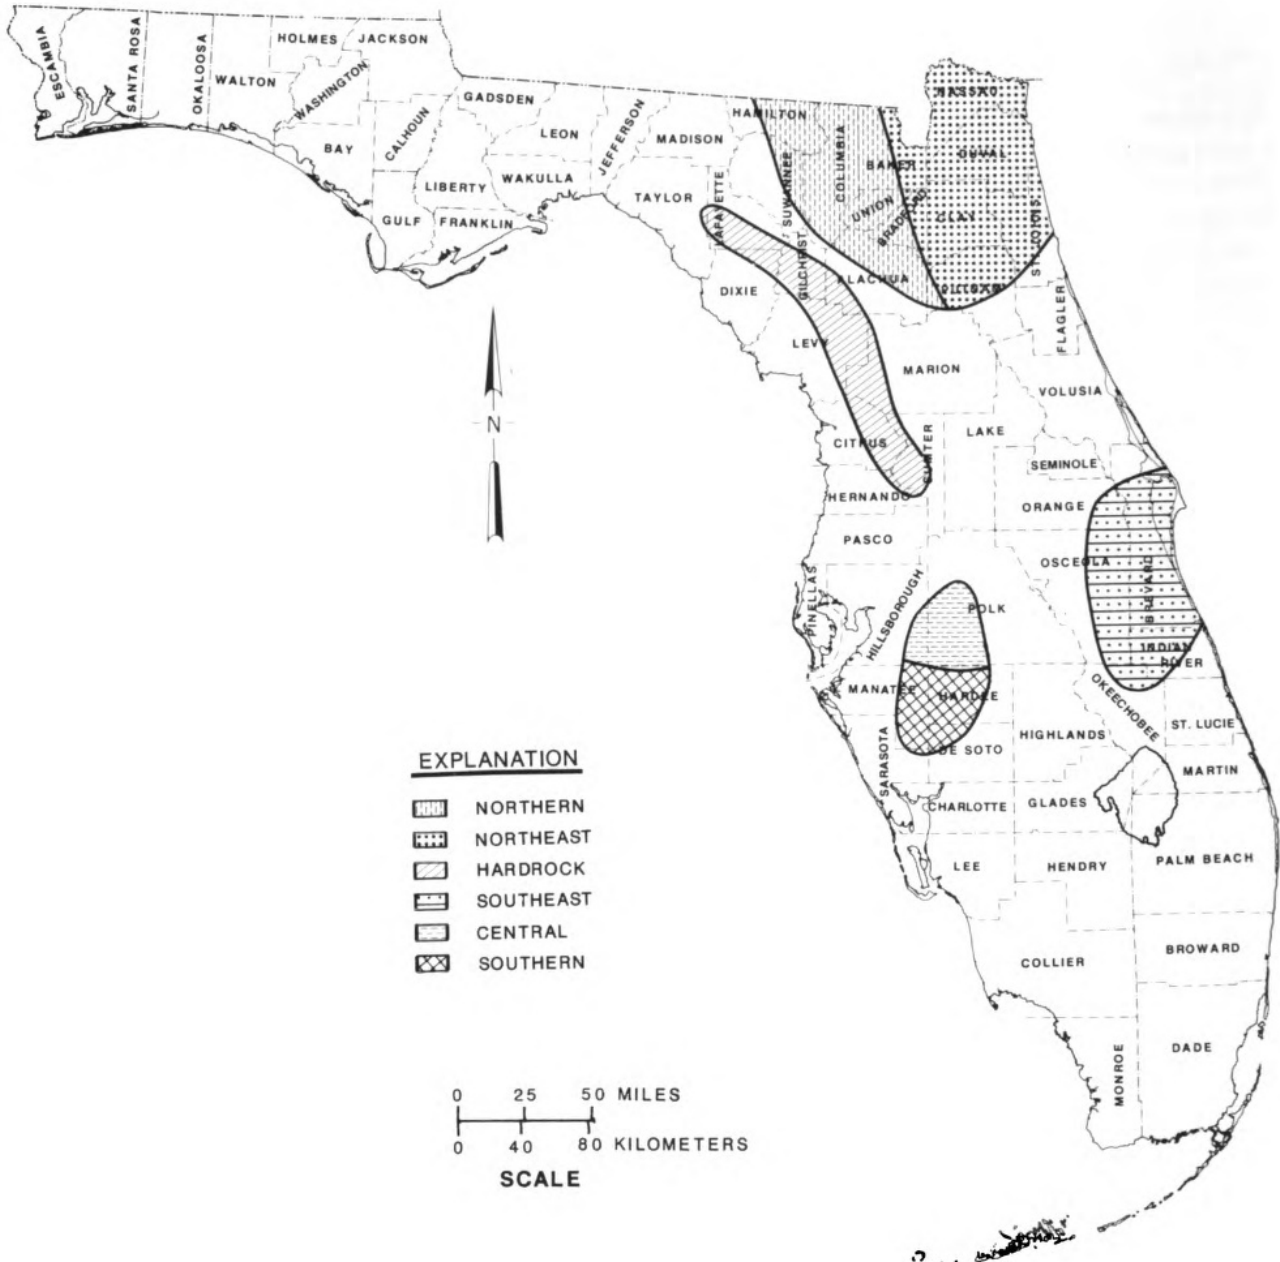 HOLMES
JACKSON
ESCAMBIA
SANTA ROSA
OKALOOSA
WALTON
WASHINGTON
BAY
CALHOUN
GADSDEN
LEON
JEFFERSON
MADISON
HAMILTON
LIBERTY
WAKULLA
TAYLOR
GULF
FRANKLIN
LAFAYETTE
SUWANNEE
COLUMBIA
BAKER
NASSAU
DUVAL
UNION
BRADFORD
CLAY
ST. JOHNS
DIXIE
GILCHRIST
ALACHUA
PUTNAM
FLAGLER
LEVY
MARION
VOLUSIA
N
CITRUS
SUMTER
LAKE
SEMINOLE
HERNANDO
ORANGE
PASCO
OSCEOLA
BREVARD
PINELLAS
HILLSBOROUGH
POLK
INDIAN
RIVER
MANATEE
HARDEE
OKEECHOBEE
ST. LUCIE
SARASOTA
DE SOTO
HIGHLANDS
MARTIN
CHARLOTTE
GLADES
LEE
HENDRY
PALM BEACH
COLLIER
BROWARD
MONROE
DADE
EXPLANATION
NORTHERN
NORTHEAST
HARDROCK
SOUTHEAST
CENTRAL
SOUTHERN
0 25 50 MILES
0 40 80 KILOMETERS
SCALE